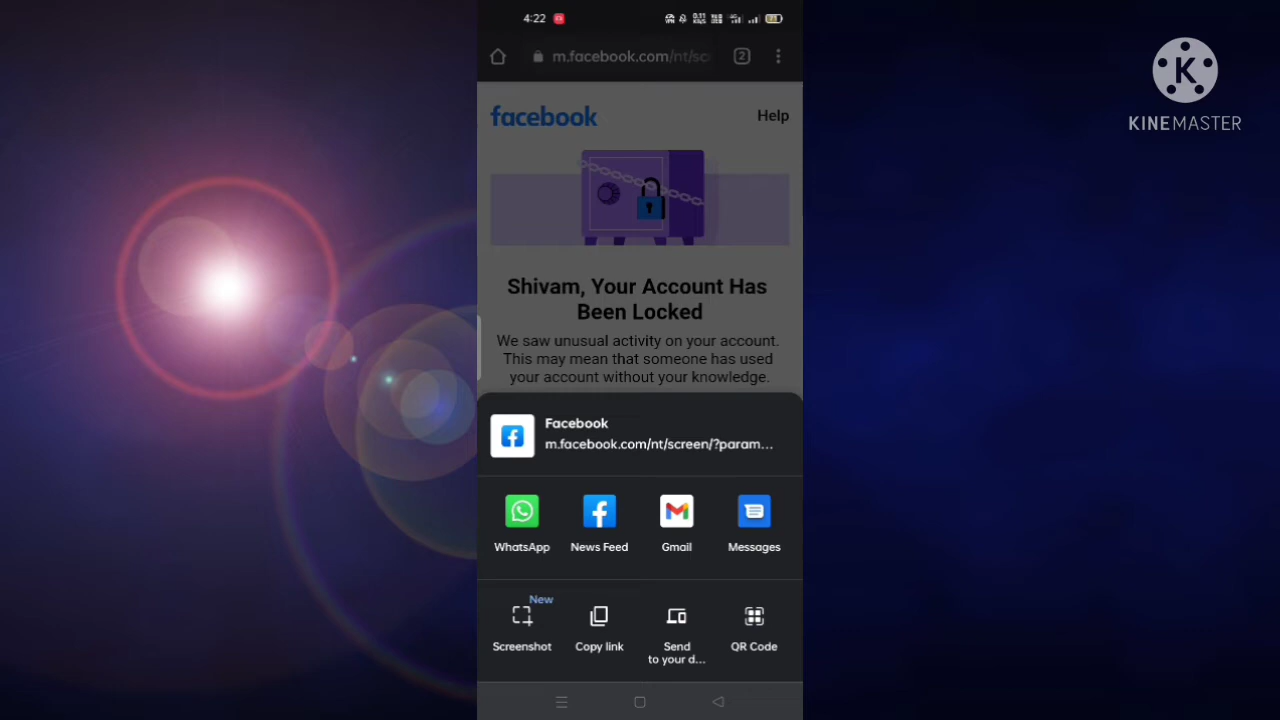 4:22
m.facebook.com/nt/sc
2
KINEMASTER
facebook
Help
Shivam, Your Account Has
Been Locked
We saw unusual activity on your account.
This may mean that someone has used
your account without your knowledge.
Facebook
m.facebook.com/nt/screen/?param...
WhatsApp
News Feed
Gmail
Messages
New
Screenshot
Copy link
Send
to your d...
QR Code